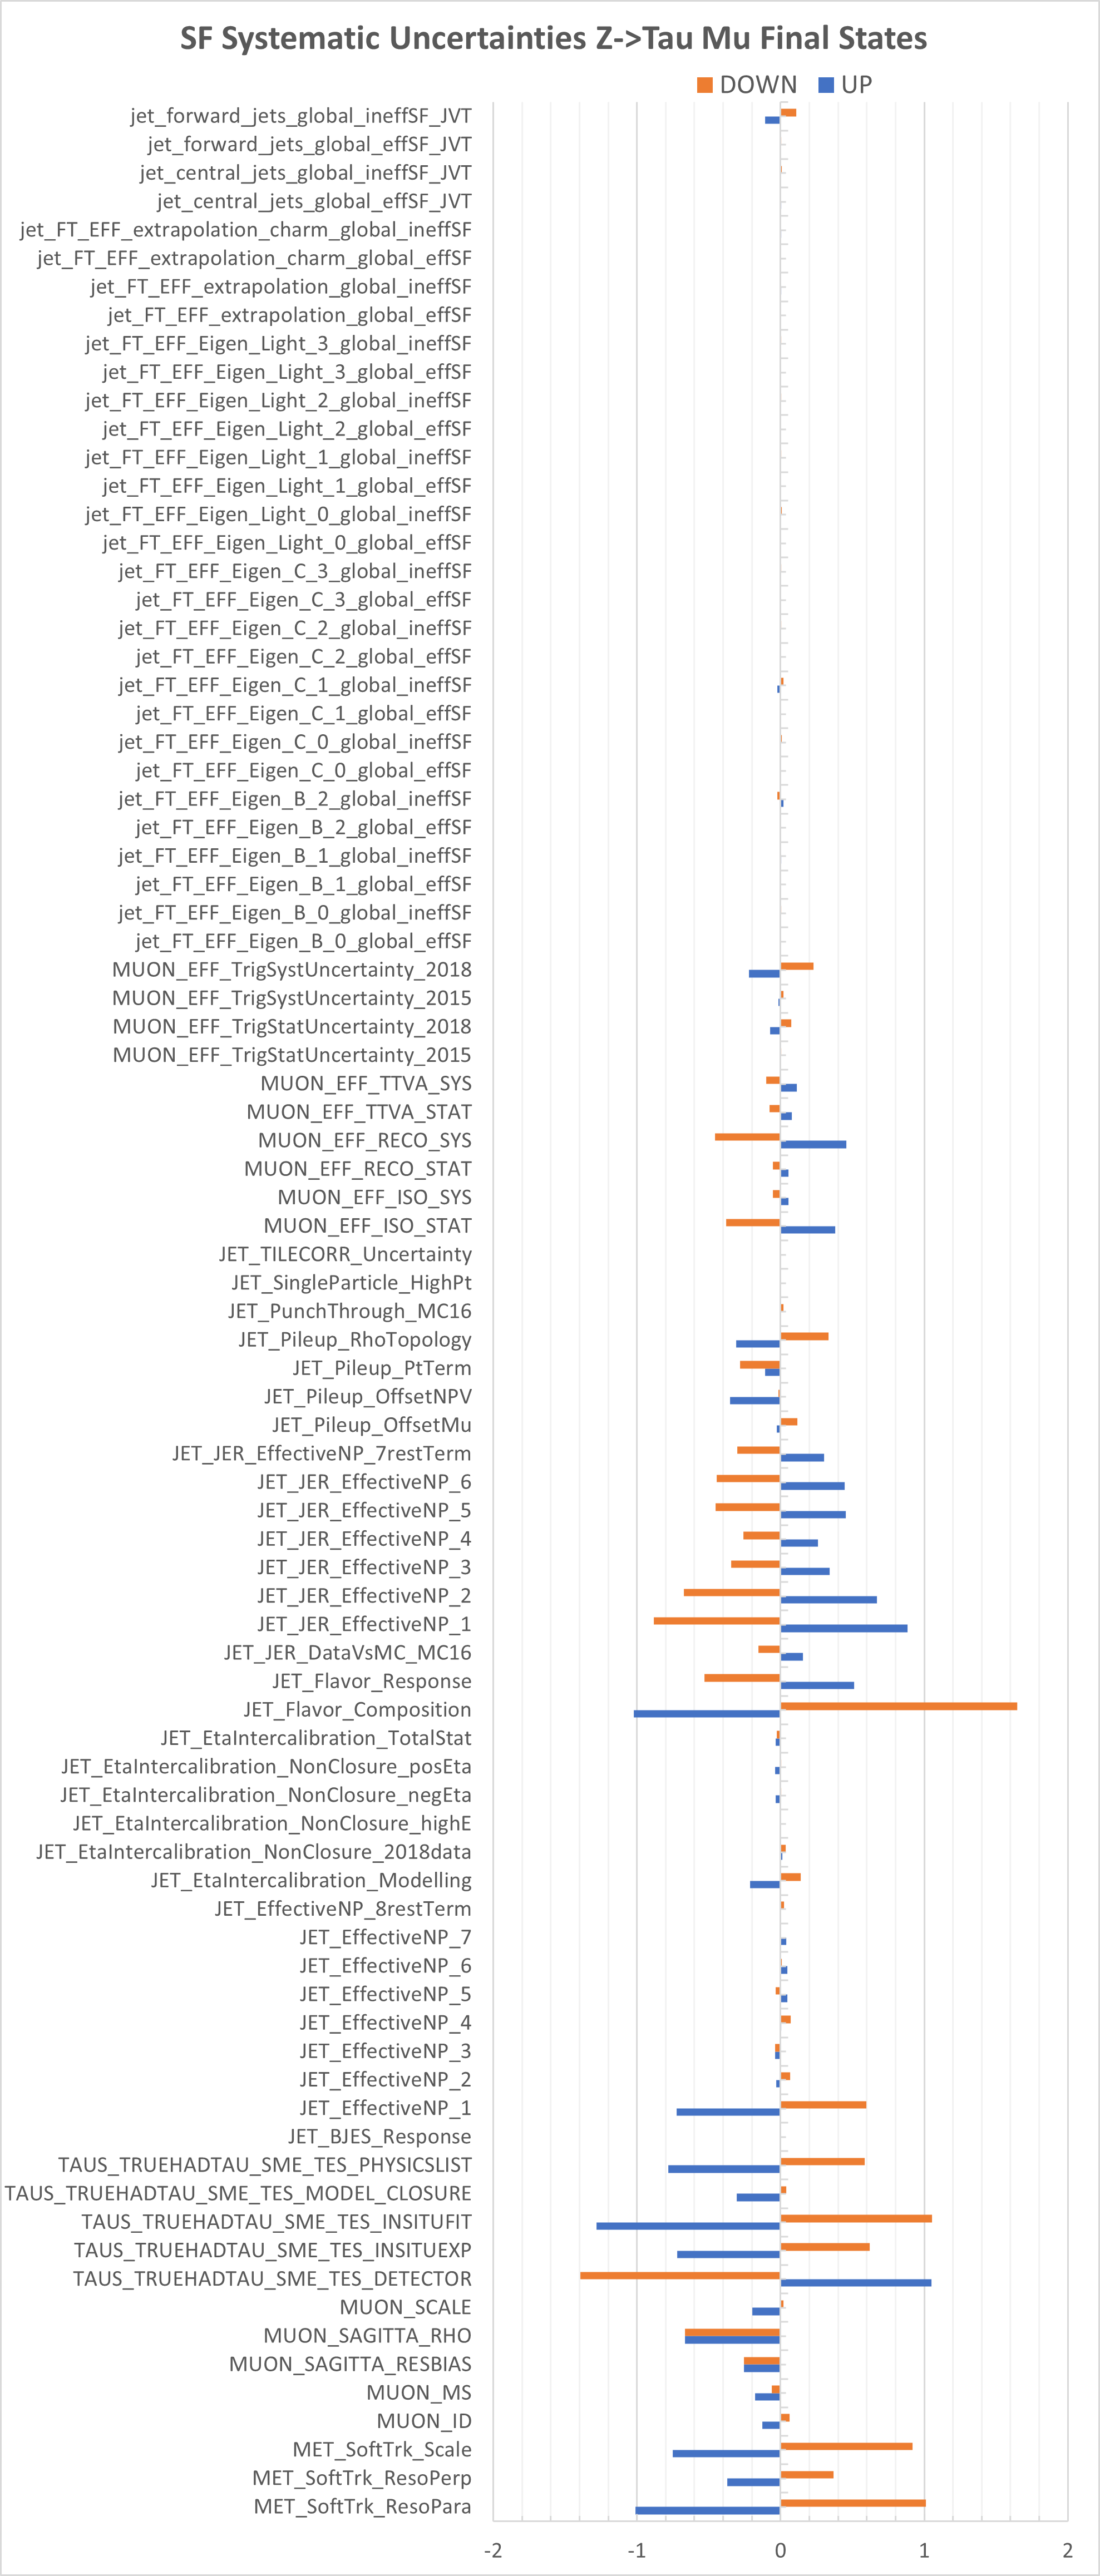 SF Systematic Uncertainties Z->Tau Mu Final States
DOWN UP
jet_forward_jets_global_ineffSF_JVT
jet_forward_jets_global_effSF_JVT
jet_central_jets_global_ineffSF_JVT
jet_central_jets_global_effSF_JVT
jet_FT_EFF_extrapolation_charm_global_ineffSF
jet_FT_EFF_extrapolation_charm_global_effSF
jet_FT_EFF_extrapolation_global_ineffSF
jet_FT_EFF_extrapolation_global_effSF
jet_FT_EFF_Eigen_Light_3_global_ineffSF
jet_FT_EFF_Eigen_Light_3_global_effSF
jet_FT_EFF_Eigen_Light_2_global_ineffSF
jet_FT_EFF_Eigen_Light_2_global_effSF
jet_FT_EFF_Eigen_Light_1_global_ineffSF
jet_FT_EFF_Eigen_Light_1_global_effSF
jet_FT_EFF_Eigen_Light_0_global_ineffSF
jet_FT_EFF_Eigen_Light_0_global_effSF
jet_FT_EFF_Eigen_C_3_global_ineffSF
jet_FT_EFF_Eigen_C_3_global_effSF
jet_FT_EFF_Eigen_C_2_global_ineffSF
jet_FT_EFF_Eigen_C_2_global_effSF
jet_FT_EFF_Eigen_C_1_global_ineffSF
jet_FT_EFF_Eigen_C_1_global_effSF
jet_FT_EFF_Eigen_C_0_global_ineffSF
jet_FT_EFF_Eigen_C_0_global_effSF
jet_FT_EFF_Eigen_B_2_global_ineffSF
jet_FT_EFF_Eigen_B_2_global_effSF
jet_FT_EFF_Eigen_B_1_global_ineffSF
jet_FT_EFF_Eigen_B_1_global_effSF
jet_FT_EFF_Eigen_B_0_global_ineffSF
jet_FT_EFF_Eigen_B_0_global_effSF
MUON_EFF_TrigSystUncertainty_2018
MUON_EFF_TrigSystUncertainty_2015
MUON_EFF_TrigStatUncertainty_2018
MUON_EFF_TrigStatUncertainty_2015
MUON_EFF_TTVA_SYS
MUON_EFF_TTVA_STAT
MUON_EFF_RECO_SYS
MUON_EFF_RECO_STAT
MUON_EFF_ISO_SYS
MUON_EFF_ISO_STAT
JET_TILECORR_Uncertainty
JET_SingleParticle_HighPt
JET_PunchThrough_MC16
JET_Pileup_RhoTopology
JET_Pileup_PtTerm
JET_Pileup_OffsetNPV
JET_Pileup_OffsetMu
JET_JER_EffectiveNP_7restTerm
JET_JER_EffectiveNP_6
JET_JER_EffectiveNP_5
JET_JER_EffectiveNP_4
JET_JER_EffectiveNP_3
JET_JER_EffectiveNP_2
JET_JER_EffectiveNP_1
JET_JER_DataVsMC_MC16
JET_Flavor_Response
JET_Flavor_Composition
JET_EtaIntercalibration_TotalStat
JET_EtaIntercalibration_NonClosure_posEta
JET_EtaIntercalibration_NonClosure_negEta
JET_EtaIntercalibration_NonClosure_highE
JET_EtaIntercalibration_NonClosure_2018data
JET_EtaIntercalibration_Modelling
JET_EffectiveNP_8restTerm
JET_EffectiveNP_7
JET_EffectiveNP_6
JET_EffectiveNP_5
JET_EffectiveNP_4
JET_EffectiveNP_3
JET_EffectiveNP_2
JET_EffectiveNP_1
JET_BJES_Response
TAUS_TRUEHADTAU_SME_TES_PHYSICSLIST
TAUS_TRUEHADTAU_SME_TES_MODEL_CLOSURE
TAUS_TRUEHADTAU_SME_TES_INSITUFIT
TAUS_TRUEHADTAU_SME_TES_INSITUEXP
TAUS_TRUEHADTAU_SME_TES_DETECTOR
MUON_SCALE
MUON_SAGITTA_RHO
MUON_SAGITTA_RESBIAS
MUON_MS
MUON_ID
MET_SoftTrk_Scale
MET_SoftTrk_ResoPerp
MET_SoftTrk_ResoPara
-2 -1 0 1 2